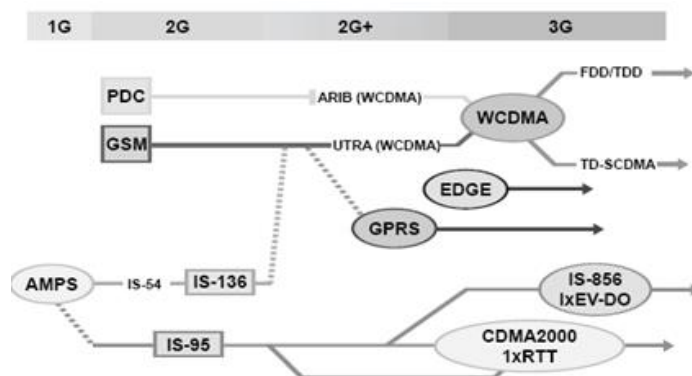 1G 2G 2G+ 3G
FDD/TDD
PDC ARIB (WCDMA)
WCDMA
GSM UTRA (WCDMA)
TD-SCDMA
EDGE
GPRS
IS-856
AMPS IS-54 IS-136
IxEV-DO
CDMA2000
IS-95
1xRTT